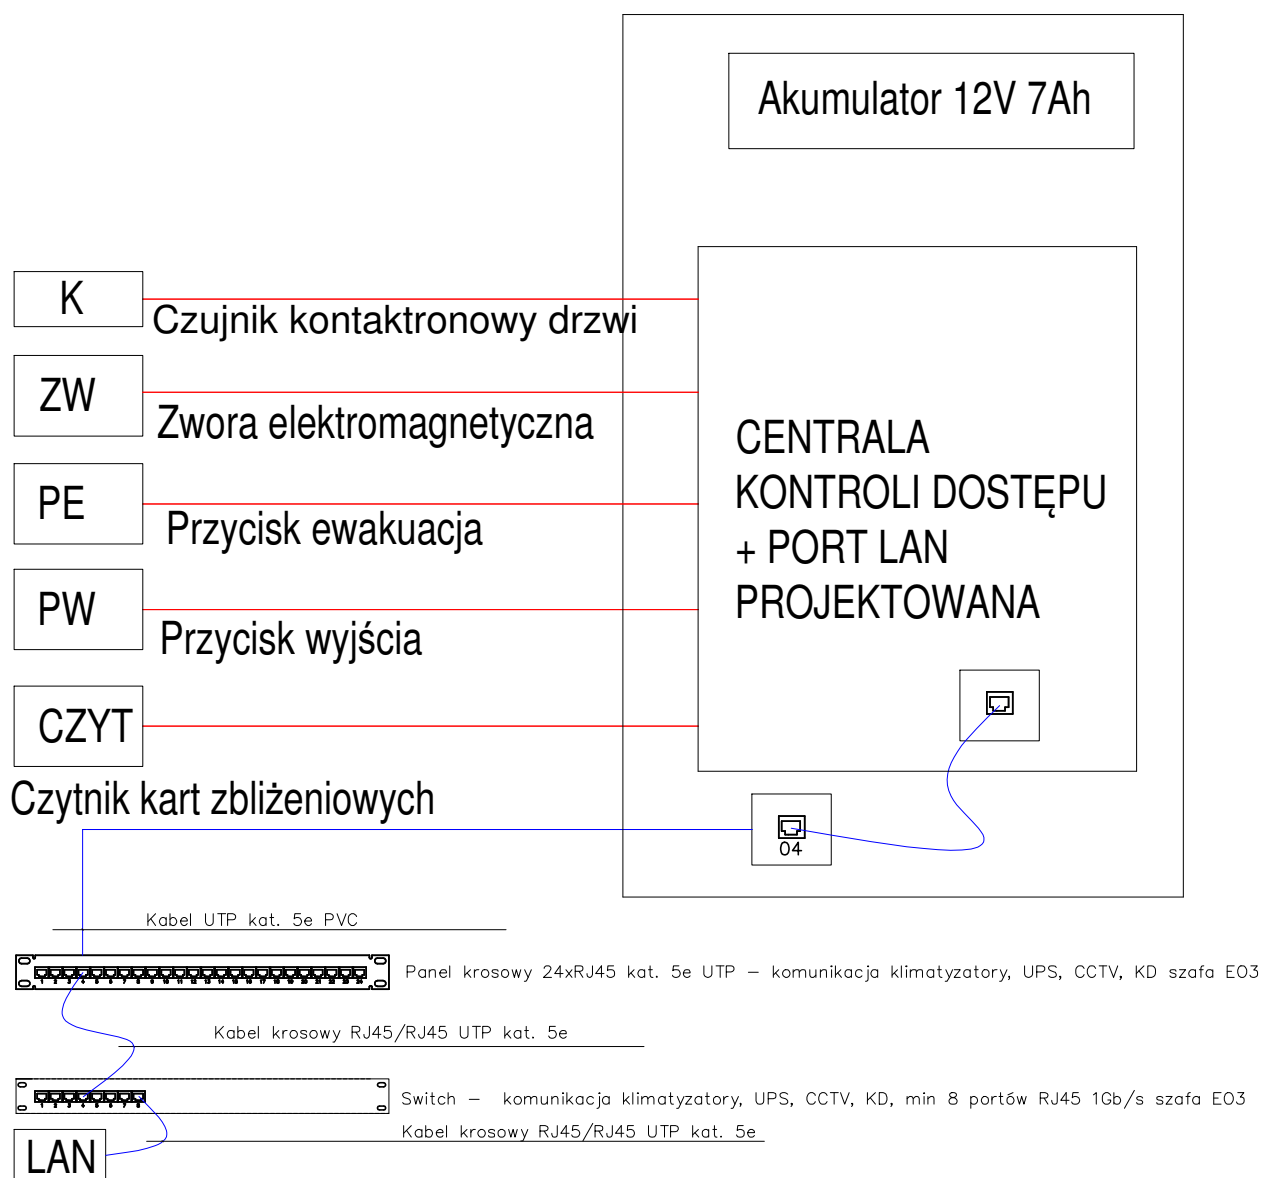 Akumulator 12V 7Ah
K
Czujnik kontaktronowy drzwi
ZW
Zwora elektromagnetyczna
PE
Przycisk ewakuacja
PW
Przycisk wyjścia
CZYT
Czytnik kart zbliżeniowych
CENTRALA
KONTROLI DOSTĘPU
+ PORT LAN
PROJEKTOWANA
04
Kabel UTP kat. 5e PVC
Panel krosowy 24xRJ45 kat. 5e UTP – komunikacja klimatyzatory, UPS, CCTV, KD szafa E03
Kabel krosowy RJ45/RJ45 UTP kat. 5e
Switch – komunikacja klimatyzatory, UPS, CCTV, KD, min 8 portów RJ45 1Gb/s szafa E03
Kabel krosowy RJ45/RJ45 UTP kat. 5e
LAN